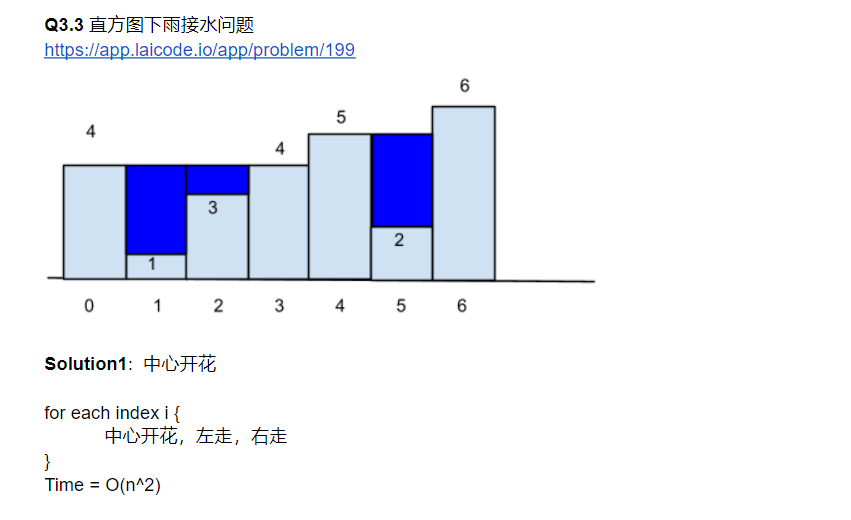 Q3.3 直方图下雨接水问题
https://app.laicode.io/app/problem/199
6
5
4
4
3
2
1
0 1 2 3 4 5 6
Solution1：中心开花
for each index i {
中心开花，左走，右走
}
Time = O(n^2)